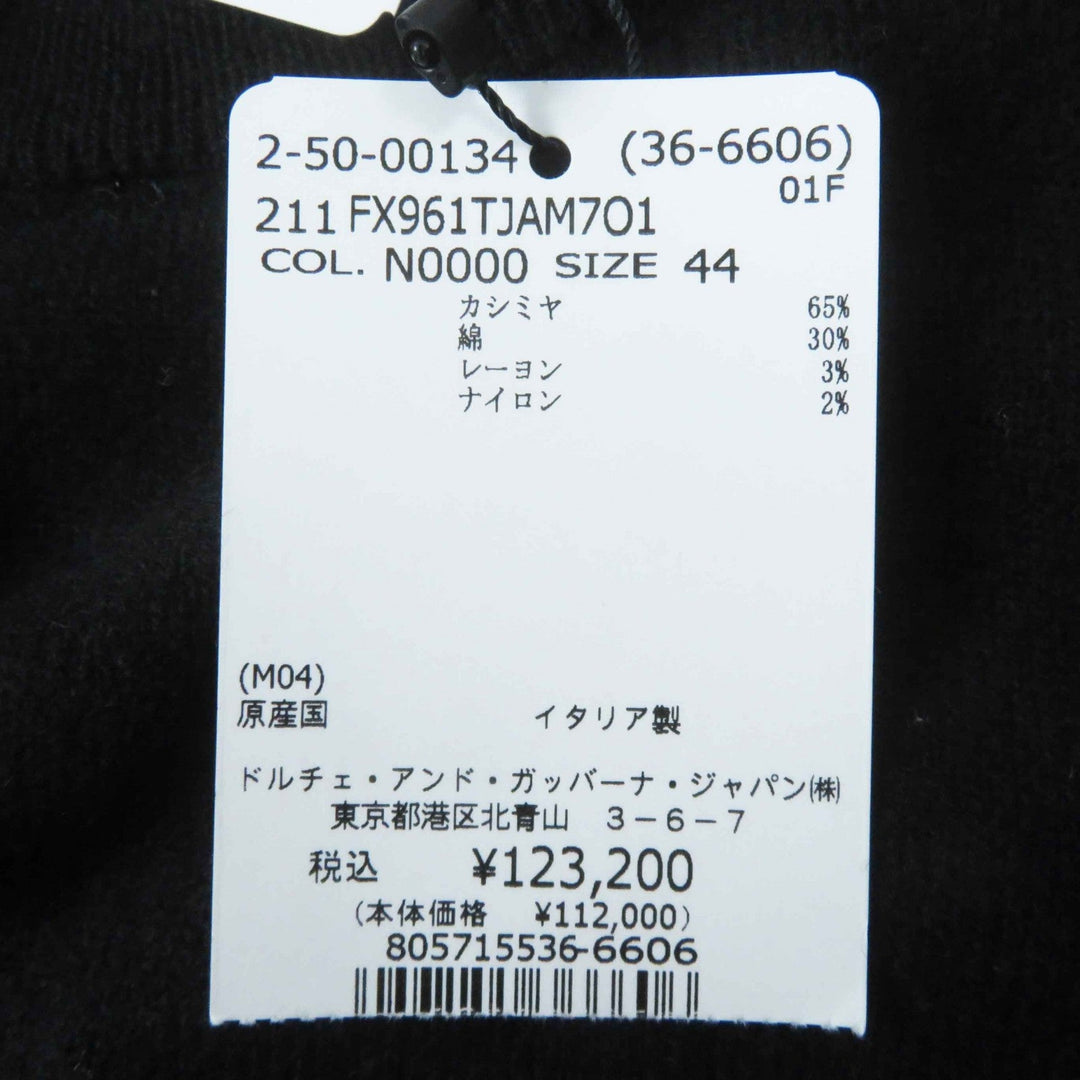 2-50-00134 (36-6606)
01F
211 FX961TJAM7O1
COL. N0000 SIZE 44
カシミヤ 65%
綿 30%
レーヨン 3%
ナイロン 2%
(M04)
原産国 イタリア製
ドルチェ・アンド・ガッバーナ・ジャパン㈱
東京都港区北青山 3-6-7
税込 ¥123,200
(本体価格 ¥112,000)
805715536-6606